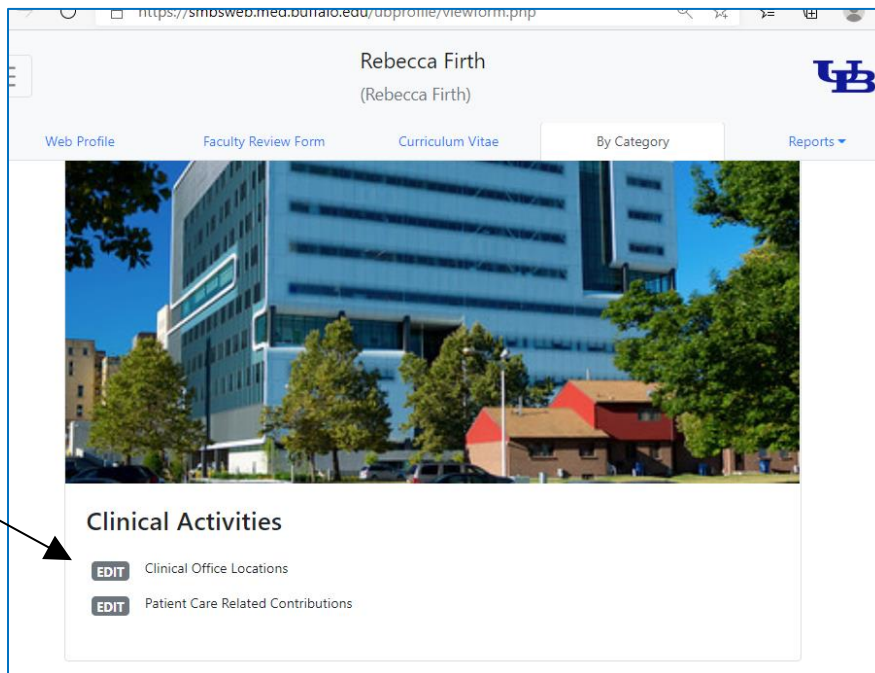 https://smbsweb.med.buffalo.edu/ubprofile/viewform.php
Rebecca Firth
(Rebecca Firth)
UB
Web Profile Faculty Review Form Curriculum Vitae By Category Reports
Clinical Activities
EDIT Clinical Office Locations
EDIT Patient Care Related Contributions